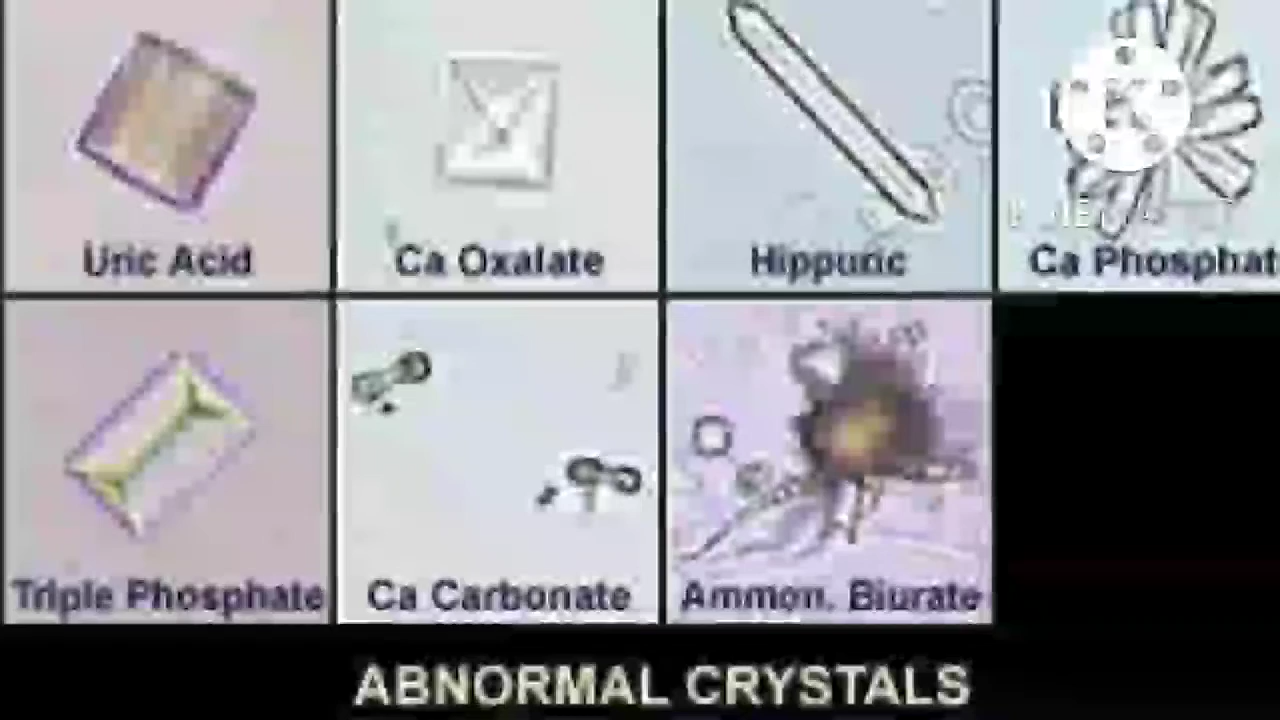 Uric Acid
Ca Oxalate
Hippuric
Ca Phosphat
Triple Phosphate
Ca Carbonate
Ammon. Biurate
ABNORMAL CRYSTALS